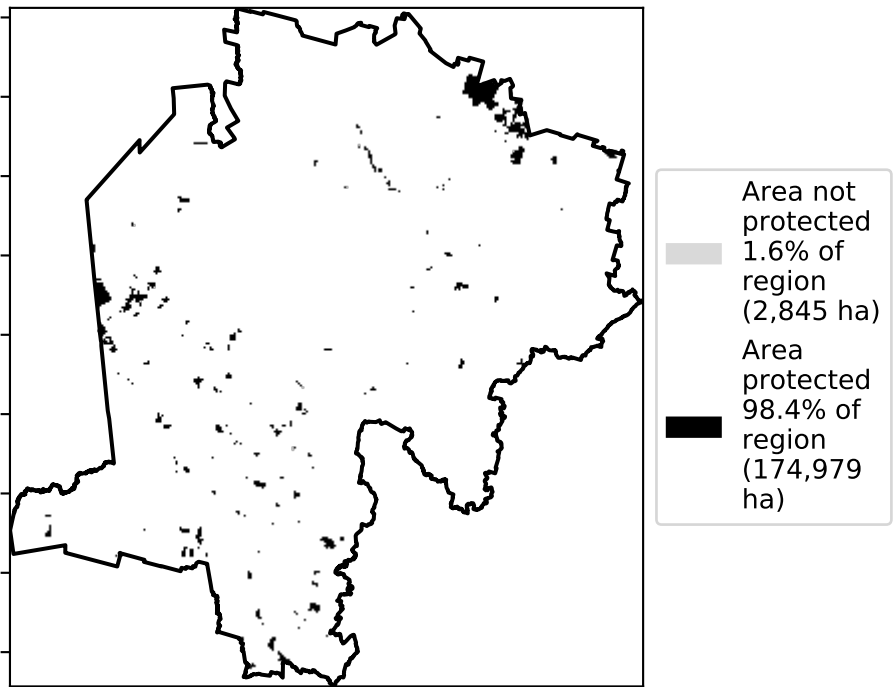 Area not
protected
1.6% of
region
(2,845 ha)
Area
protected
98.4% of
region
(174,979
ha)